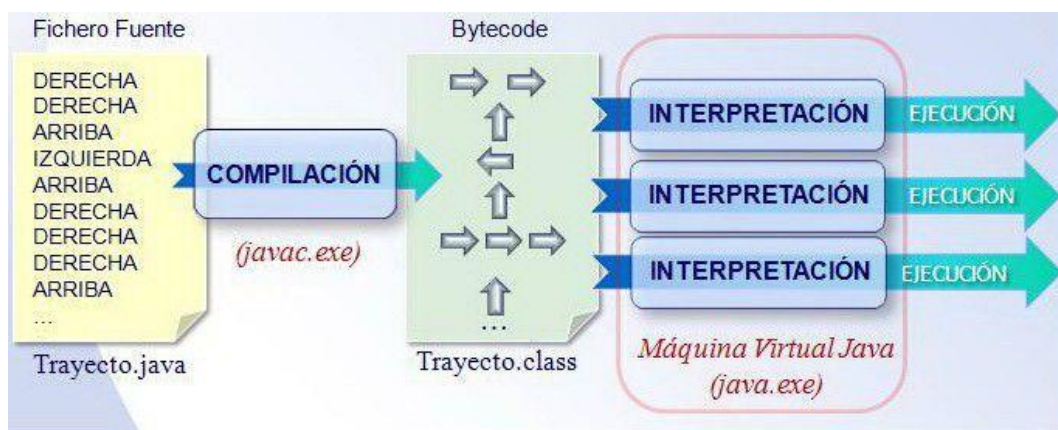 Fichero Fuente
DERECHA
DERECHA
ARRIBA
IZQUIERDA
ARRIBA
DERECHA
DERECHA
DERECHA
ARRIBA
...
Trayecto.java
COMPILACIÓN
(javac.exe)
Bytecode
...
Trayecto.class
INTERPRETACIÓN
EJECUCIÓN
INTERPRETACIÓN
EJECUCIÓN
INTERPRETACIÓN
EJECUCIÓN
Máquina Virtual Java
(java.exe)